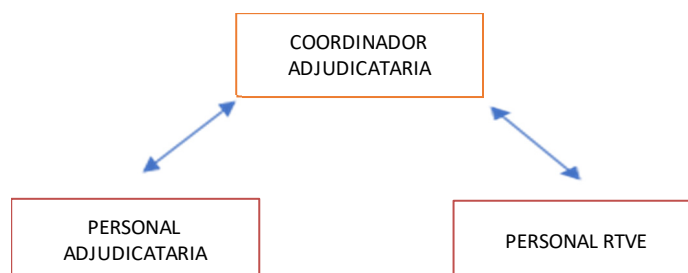 COORDINADOR
ADJUDICATARIA
PERSONAL
ADJUDICATARIA
PERSONAL RTVE